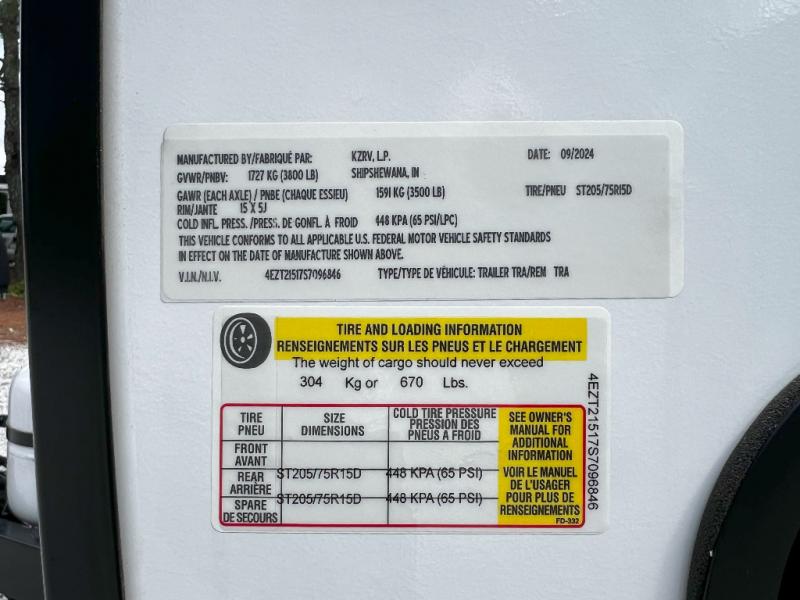 MANUFACTURED BY/FABRIQUÉ PAR: KZRV, L.P. DATE: 09/2024
GVWR/PNBV: 1727 KG (3800 LB) SHIPSHEWANA, IN
GAWR (EACH AXLE) / PNBE (CHAQUE ESSIEU) 1591 KG (3500 LB) TIRE/PNEU ST205/75R15D
RIM/JANTE 15 X 5J
COLD INFL. PRESS. /PRESS. DE GONFL. À FROID 448 KPA (65 PSI/LPC)
THIS VEHICLE CONFORMS TO ALL APPLICABLE U.S. FEDERAL MOTOR VEHICLE SAFETY STANDARDS
IN EFFECT ON THE DATE OF MANUFACTURE SHOWN ABOVE.
V.I.N./N.I.V. 4EZT21517S7096846 TYPE/TYPE DE VÉHICULE: TRAILER TRA/REM TRA
TIRE AND LOADING INFORMATION
RENSEIGNEMENTS SUR LES PNEUS ET LE CHARGEMENT
The weight of cargo should never exceed
304 Kg or 670 Lbs.
TIRE
PNEU
SIZE
DIMENSIONS
COLD TIRE PRESSURE
PRESSION DES
PNEUS A FROID
FRONT
AVANT
REAR
ARRIÈRE
ST205/75R15D 448 KPA (65 PSI)
SPARE
DE SECOURS
ST205/75R15D 448 KPA (65 PSI)
SEE OWNER'S
MANUAL FOR
ADDITIONAL
INFORMATION
VOIR LE MANUEL
DE L'USAGER
POUR PLUS DE
RENSEIGNEMENTS
FD-332
4EZT21517S7096846